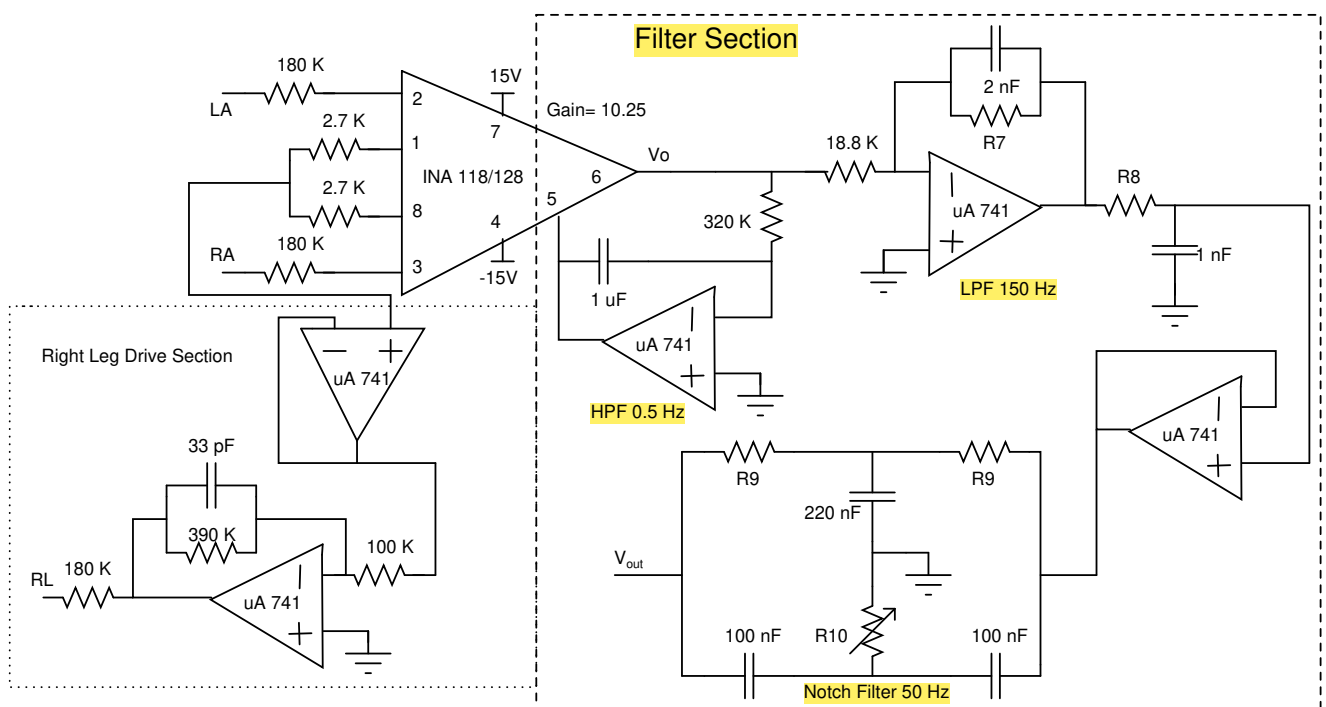 Filter Section
180 K
LA
2
15V
7
Gain= 10.25
2.7 K
1
INA 118/128
6
Vo
2.7 K
8
5
4
-15V
RA
180 K
3
18.8 K
2 nF
R7
uA 741
LPF 150 Hz
R8
1 nF
320 K
1 uF
uA 741
HPF 0.5 Hz
Right Leg Drive Section
uA 741
33 pF
390 K
100 K
RL
180 K
uA 741
uA 741
R9
R9
220 nF
Vout
R10
100 nF
100 nF
Notch Filter 50 Hz